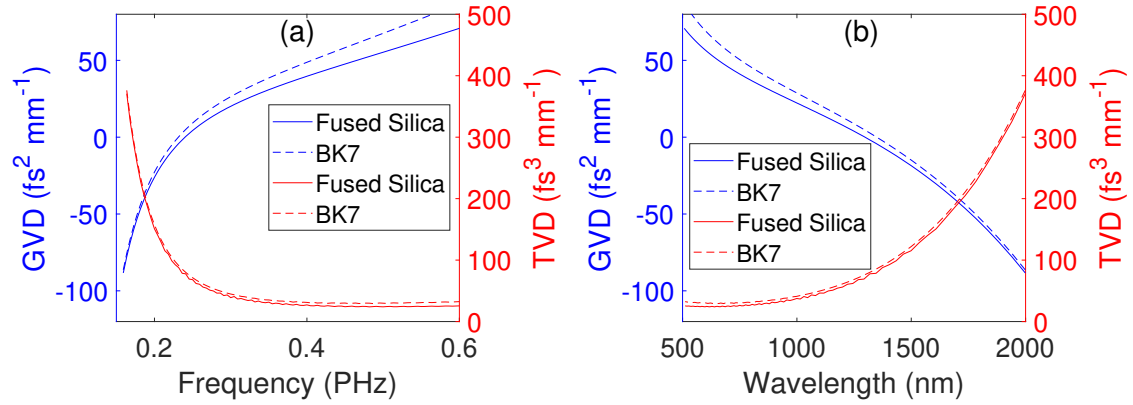 (a)
GVD (fs² mm⁻¹)
50
0
-50
-100
500
400
300
200
100
0
TVD (fs³ mm⁻¹)
Fused Silica
BK7
Fused Silica
BK7
0.2 0.4 0.6
Frequency (PHz)
(b)
GVD (fs² mm⁻¹)
50
0
-50
-100
500
400
300
200
100
0
TVD (fs³ mm⁻¹)
Fused Silica
BK7
Fused Silica
BK7
500 1000 1500 2000
Wavelength (nm)